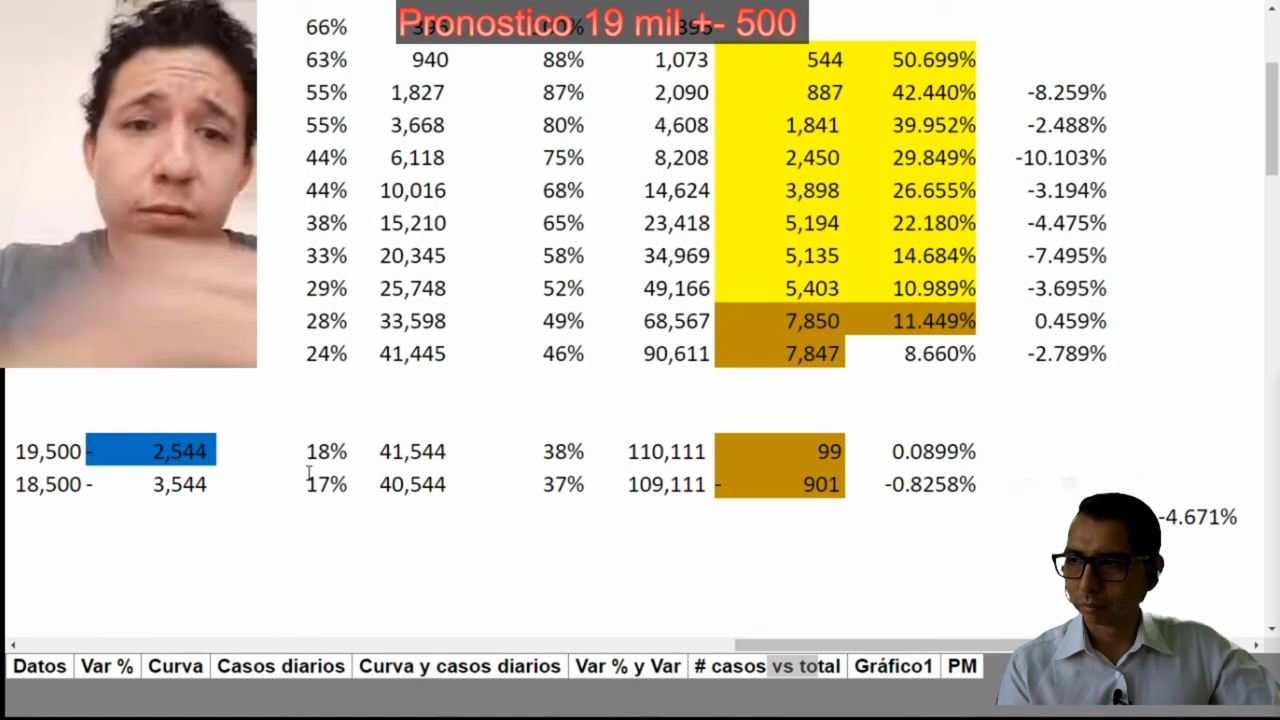 Pronostico 19 mil +- 500
66%
63% 940 88% 1,073 544 50.699%
55% 1,827 87% 2,090 887 42.440% -8.259%
55% 3,668 80% 4,608 1,841 39.952% -2.488%
44% 6,118 75% 8,208 2,450 29.849% -10.103%
44% 10,016 68% 14,624 3,898 26.655% -3.194%
38% 15,210 65% 23,418 5,194 22.180% -4.475%
33% 20,345 58% 34,969 5,135 14.684% -7.495%
29% 25,748 52% 49,166 5,403 10.989% -3.695%
28% 33,598 49% 68,567 7,850 11.449% 0.459%
24% 41,445 46% 90,611 7,847 8.660% -2.789%
19,500 - 2,544 18% 41,544 38% 110,111 99 0.0899%
18,500 - 3,544 17% 40,544 37% 109,111 - 901 -0.8258%
-4.671%
Datos Var % Curva Casos diarios Curva y casos diarios Var % y Var # casos vs total Gráfico1 PM